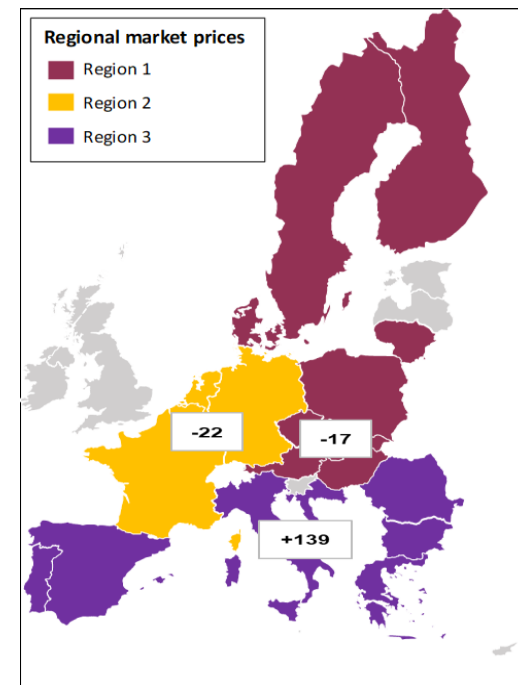 Regional market prices
Region 1
Region 2
Region 3
-22
-17
+139